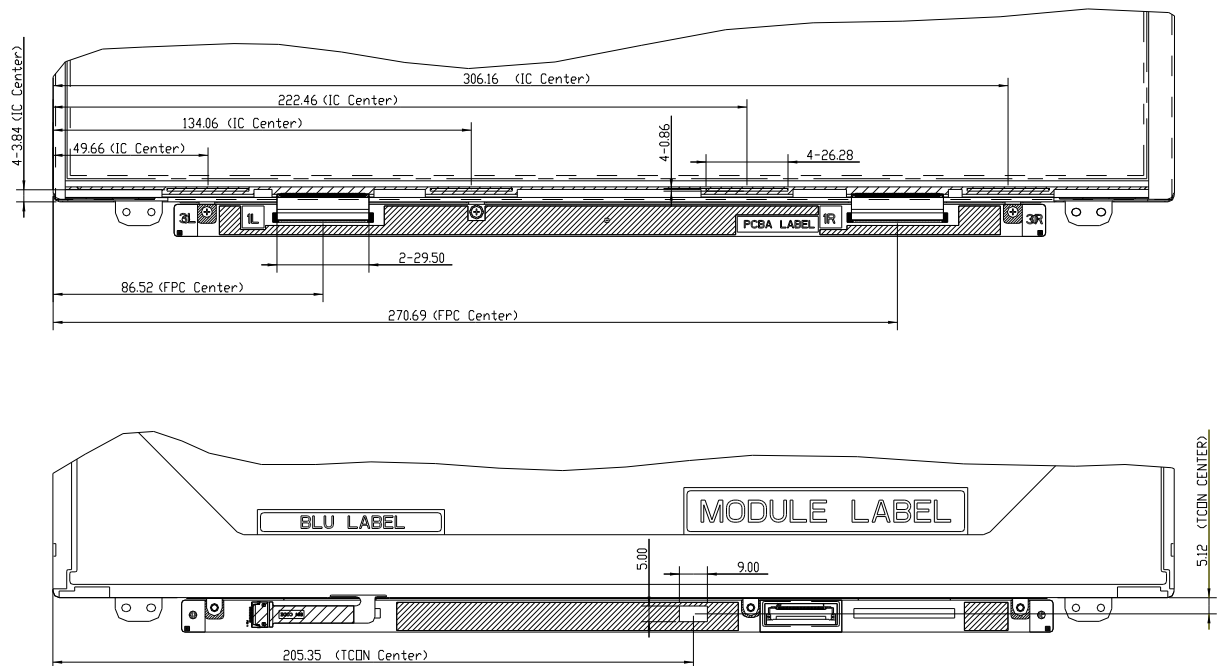 306.16 (IC Center)
222.46 (IC Center)
134.06 (IC Center)
49.66 (IC Center)
4-3.84 (IC Center)
4-0.86
4-26.28
3L
1L
PCBA LABEL
1R
3R
2-29.50
86.52 (FPC Center)
270.69 (FPC Center)
BLU LABEL
MODULE LABEL
5.12 (TCON CENTER)
5.00
9.00
205.35 (TCON Center)